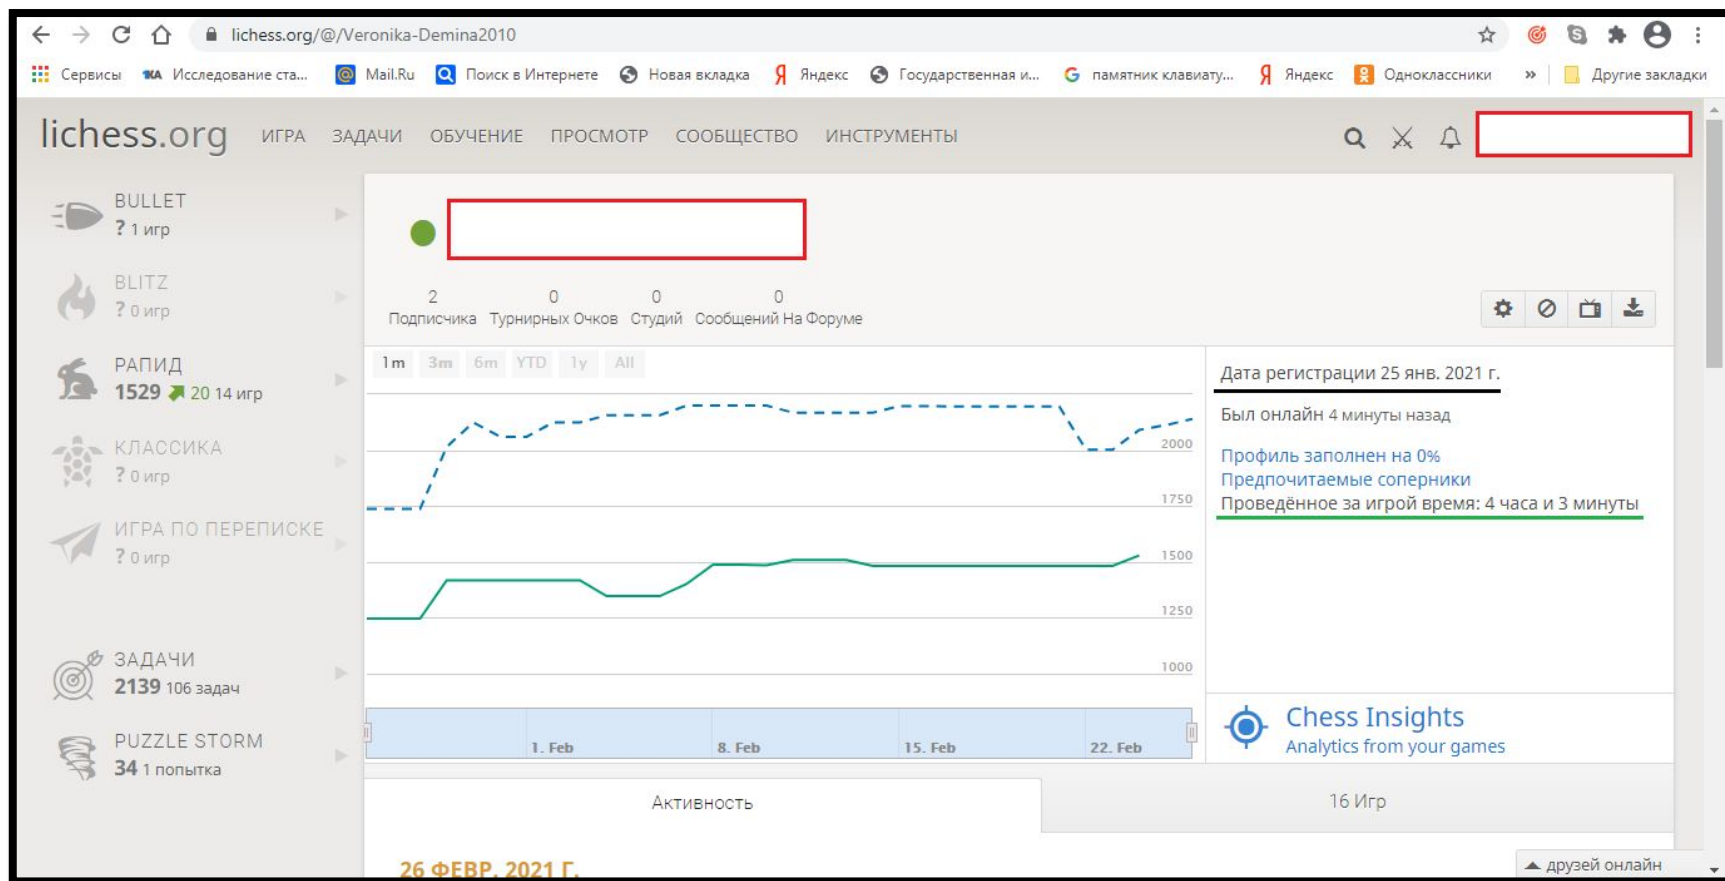 lichess.org/@/Veronika-Demina2010
Сервисы Исследование ста... Mail.Ru Поиск в Интернете Новая вкладка Яндекс Государственная и... памятник клавиату... Яндекс Одноклассники » Другие закладки
lichess.org ИГРА ЗАДАЧИ ОБУЧЕНИЕ ПРОСМОТР СООБЩЕСТВО ИНСТРУМЕНТЫ
BULLET
? 1 игр
BLITZ
? 0 игр
РАПИД
1529 20 14 игр
КЛАССИКА
? 0 игр
ИГРА ПО ПЕРЕПИСКЕ
? 0 игр
ЗАДАЧИ
2139 106 задач
PUZZLE STORM
34 1 попытка
2 0 0 0
Подписчика Турнирных Очков Студий Сообщений На Форуме
1m 3m 6m YTD 1y All
2000
1750
1500
1250
1000
1. Feb 8. Feb 15. Feb 22. Feb
Дата регистрации 25 янв. 2021 г.
Был онлайн 4 минуты назад
Профиль заполнен на 0%
Предпочитаемые соперники
Проведённое за игрой время: 4 часа и 3 минуты
Chess Insights
Analytics from your games
Активность 16 Игр
26 ФЕВР. 2021 Г.
друзей онлайн